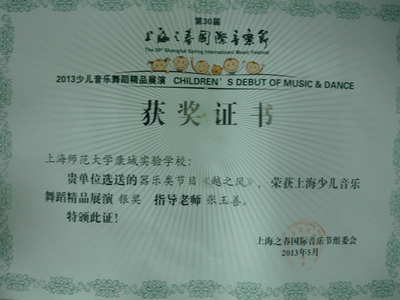 第30届
上海之春国际音乐节
The 30th Shanghai Spring International Music Festival
2013少儿音乐舞蹈精品展演 CHILDREN'S DEBUT OF MUSIC & DANCE
获奖证书
上海师范大学康城实验学校:
贵单位选送的器乐类节目《越之风》,荣获上海少儿音乐
舞蹈精品展演 银奖 指导老师 张玉善。
特颁此证!
上海之春国际音乐节组委会
2013年5月